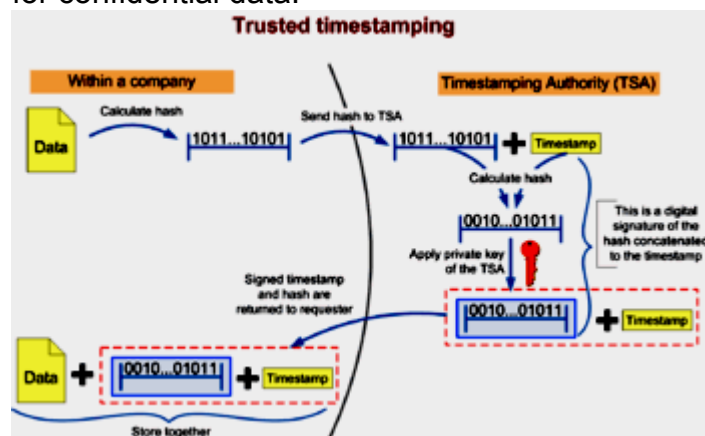 for confidential data.
Trusted timestamping
Within a company
Timestamping Authority (TSA)
Calculate hash
Send hash to TSA
Data
1011...10101
1011...10101
Timestamp
Calculate hash
0010...01011
This is a digital
signature of the
hash concatenated
to the timestamp
Apply private key
of the TSA
Signed timestamp
and hash are
returned to requester
0010...01011
Timestamp
Data
0010...01011
Timestamp
Store together